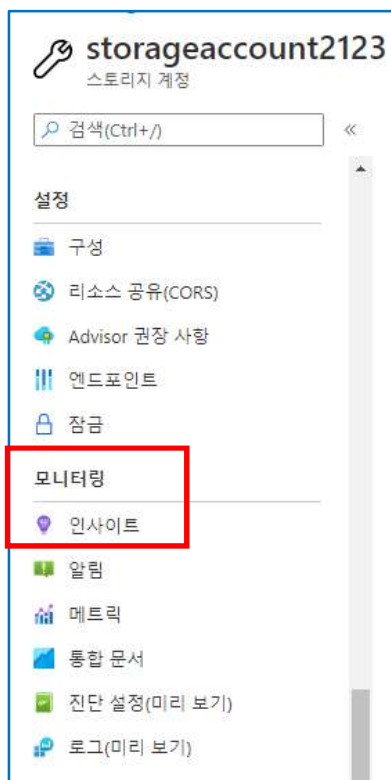 storageaccount2123
스토리지 계정
검색(Ctrl+/)
«
설정
구성
리소스 공유(CORS)
Advisor 권장 사항
엔드포인트
잠금
모니터링
인사이트
알림
메트릭
통합 문서
진단 설정(미리 보기)
로그(미리 보기)